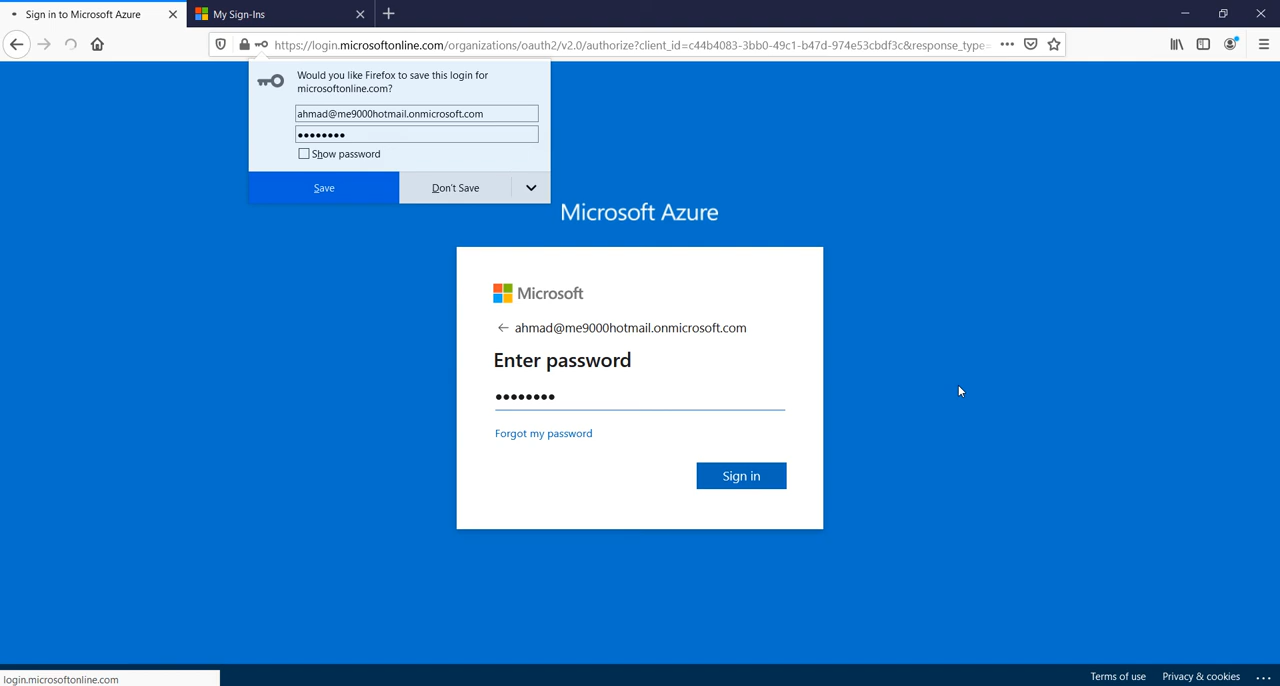 Sign in to Microsoft Azure
My Sign-Ins
https://login.microsoftonline.com/organizations/oauth2/v2.0/authorize?client_id=c44b4083-3bb0-49c1-b47d-974e53cbdf3c&response_type=
Would you like Firefox to save this login for
microsoftonline.com?
ahmad@me9000hotmail.onmicrosoft.com
••••••••
Show password
Save
Don't Save
Microsoft Azure
Microsoft
ahmad@me9000hotmail.onmicrosoft.com
Enter password
••••••••
Forgot my password
Sign in
login.microsoftonline.com
Terms of use
Privacy & cookies
...